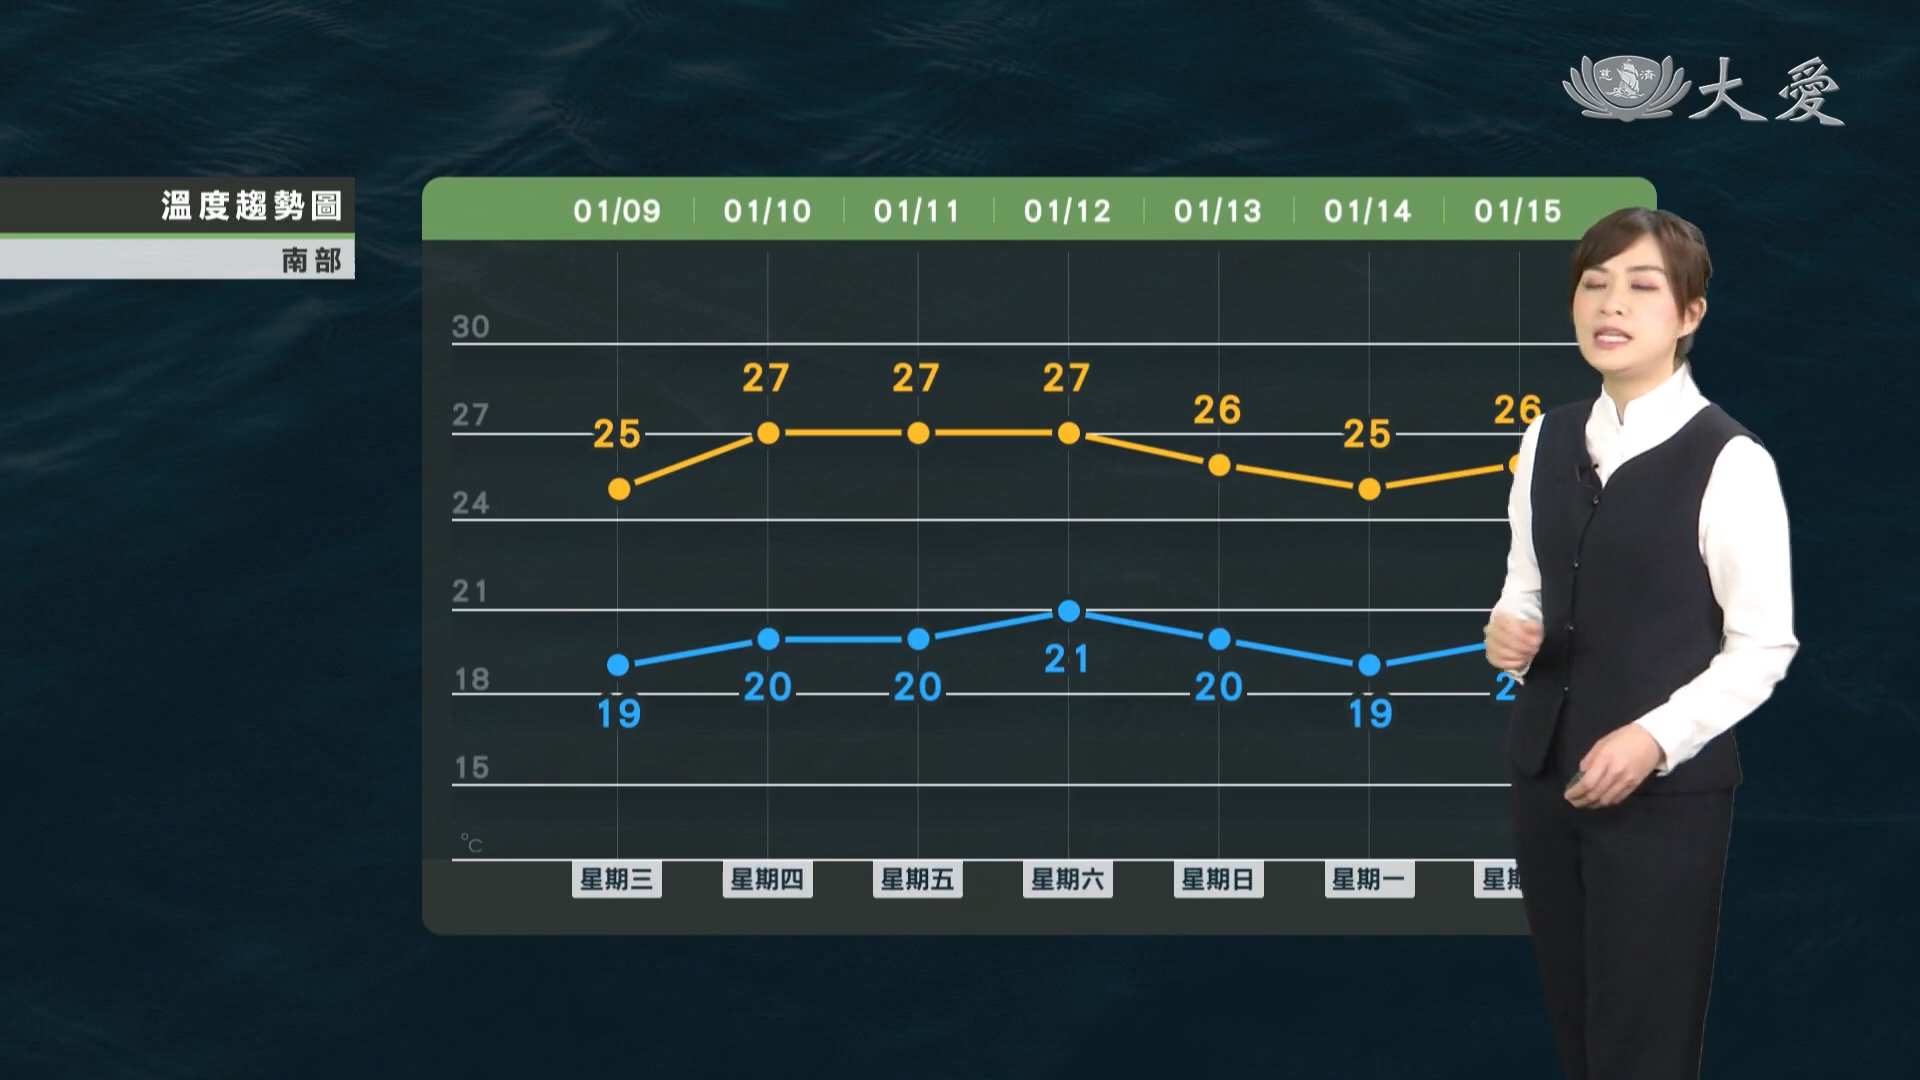 慈濟
大愛
溫度趨勢圖
南部
01/09 01/10 01/11 01/12 01/13 01/14 01/15
30
27 27 27
26 26
27
25 25
24
21
21
18
20 20 20
19 19
15
°C
星期三 星期四 星期五 星期六 星期日 星期一